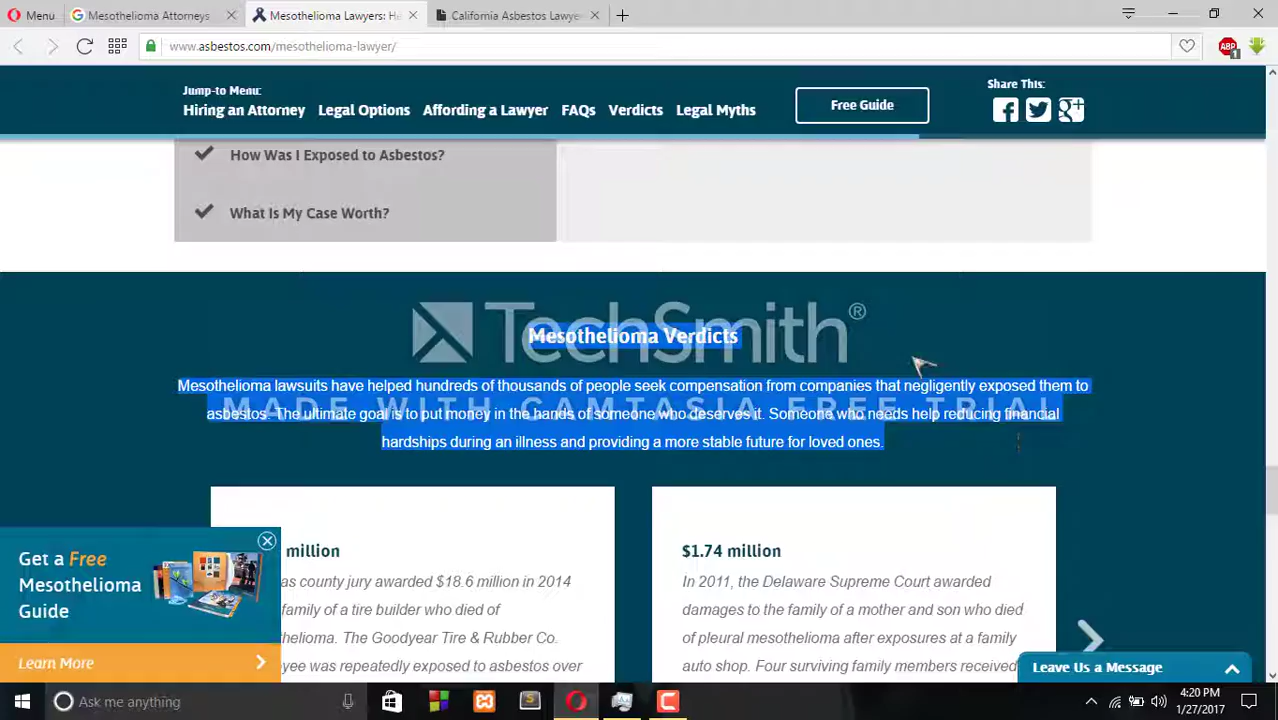 Menu
Mesothelioma Attorneys
Mesothelioma Lawyers: He
California Asbestos Lawye
www.asbestos.com/mesothelioma-lawyer/
ABP
1
Jump-to Menu:
Hiring an Attorney Legal Options Affording a Lawyer FAQs Verdicts Legal Myths
Free Guide
Share This:
How Was I Exposed to Asbestos?
What Is My Case Worth?
TechSmith®
MADE WITH CAMTASIA FREE TRIAL
Mesothelioma Verdicts
Mesothelioma lawsuits have helped hundreds of thousands of people seek compensation from companies that negligently exposed them to
asbestos. The ultimate goal is to put money in the hands of someone who deserves it. Someone who needs help reducing financial
hardships during an illness and providing a more stable future for loved ones.
million
as county jury awarded $18.6 million in 2014
family of a tire builder who died of
helioma. The Goodyear Tire & Rubber Co.
yee was repeatedly exposed to asbestos over
$1.74 million
In 2011, the Delaware Supreme Court awarded
damages to the family of a mother and son who died
of pleural mesothelioma after exposures at a family
auto shop. Four surviving family members received
Get a Free
Mesothelioma
Guide
Learn More
Leave Us a Message
Ask me anything
4:20 PM
1/27/2017